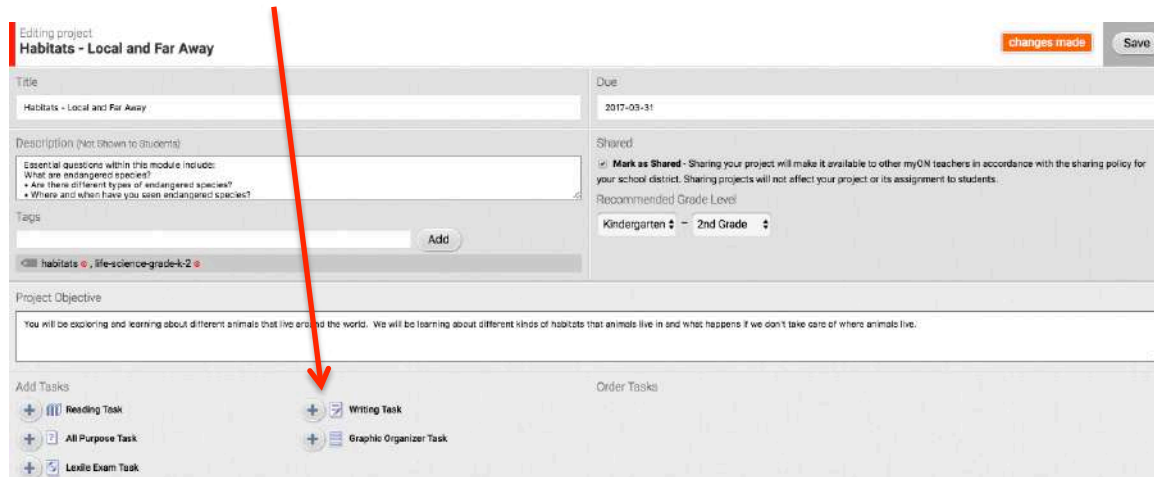 Editing project
Habitats - Local and Far Away
changes made
Save
Title
Habitats - Local and Far Away
Due
2017-03-31
Description (Not Shown to Students)
Essential questions within this module include:
What are endangered species?
• Are there different types of endangered species?
• Where and when have you seen endangered species?
Shared
Mark as Shared - Sharing your project will make it available to other myON teachers in accordance with the sharing policy for
your school district. Sharing projects will not affect your project or its assignment to students.
Recommended Grade Level
Kindergarten – 2nd Grade
Tags
Add
habitats , life-science-grade-k-2
Project Objective
You will be exploring and learning about different animals that live around the world. We will be learning about different kinds of habitats that animals live in and what happens if we don't take care of where animals live.
Add Tasks
Order Tasks
Reading Task
Writing Task
All Purpose Task
Graphic Organizer Task
Lexile Exam Task